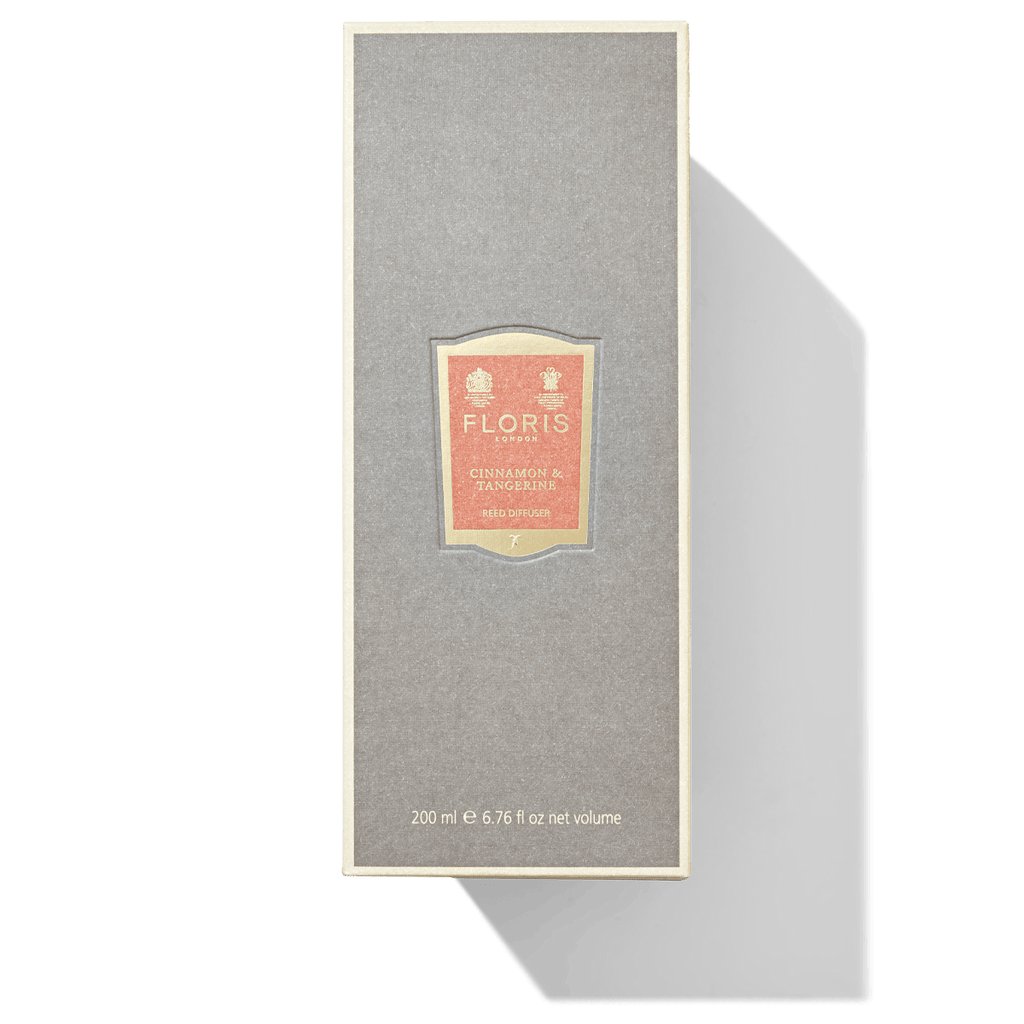 FLORIS
LONDON
CINNAMON &
TANGERINE
REED DIFFUSER
200 ml ℮ 6.76 fl oz net volume